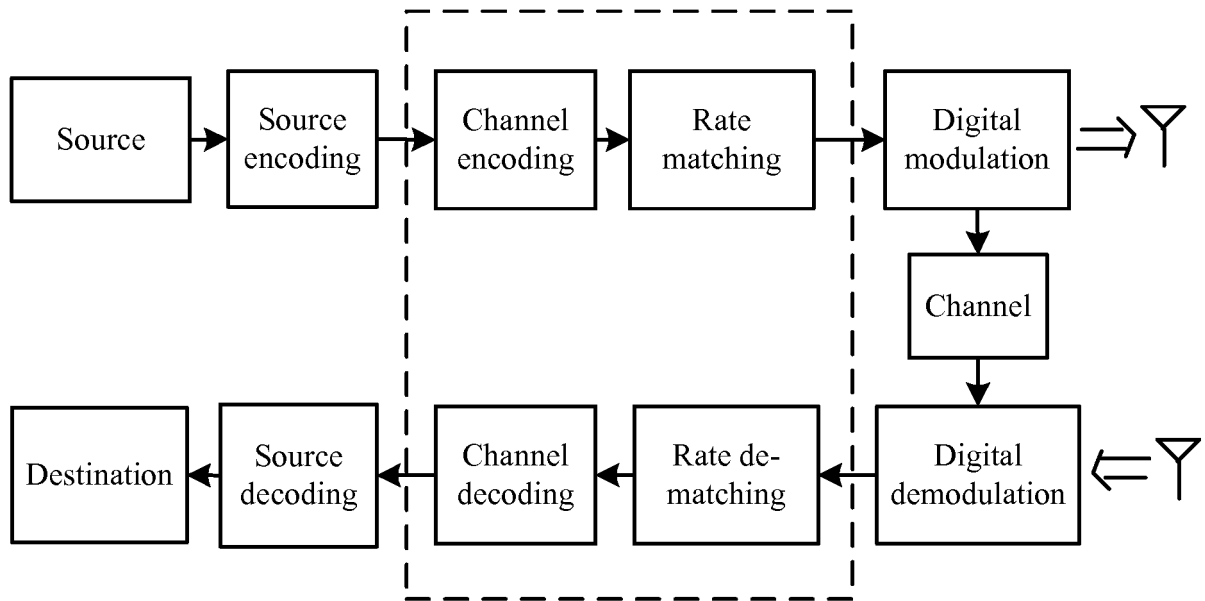 Source
Source
encoding
Channel
encoding
Rate
matching
Digital
modulation
Channel
Destination
Source
decoding
Channel
decoding
Rate de-
matching
Digital
demodulation